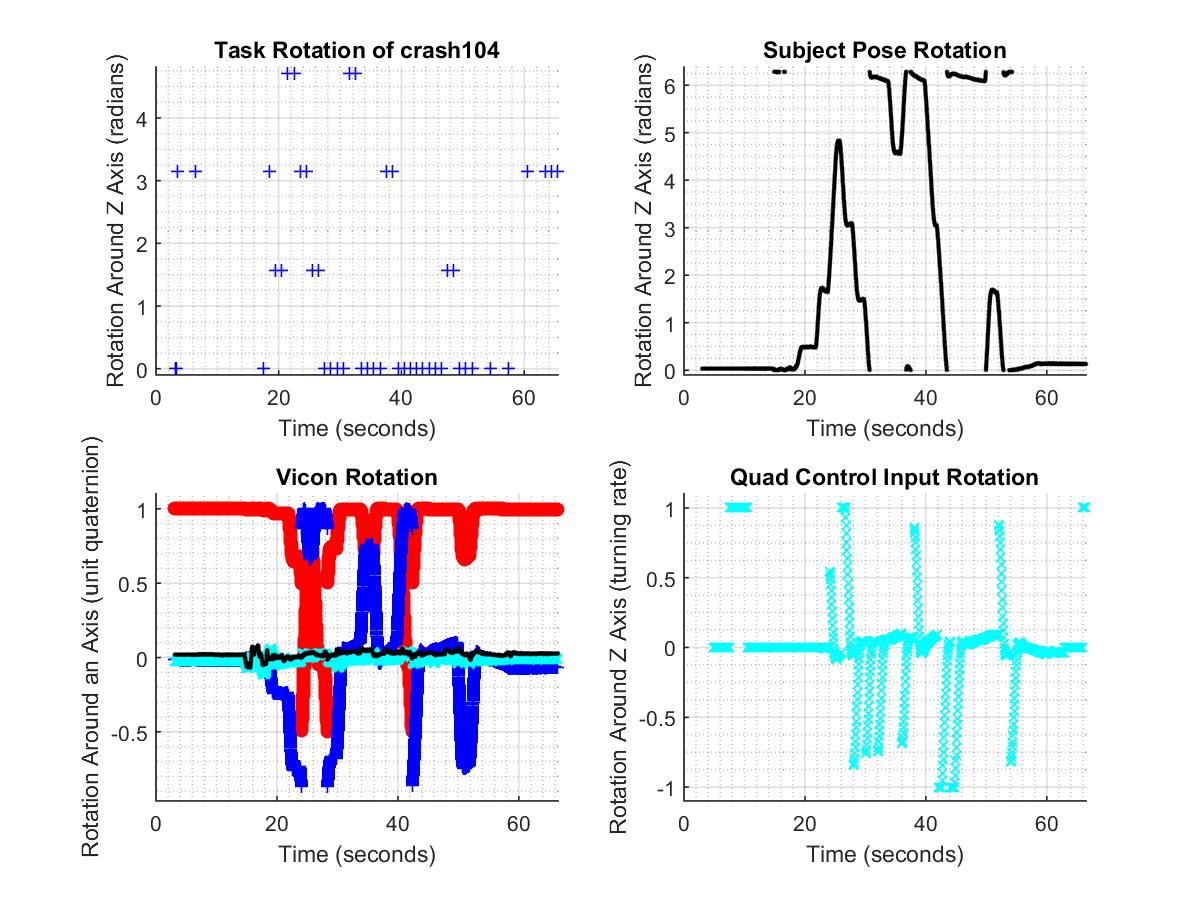 Task Rotation of crash104
Rotation Around Z Axis (radians)
4
3
2
1
0
0 20 40 60
Time (seconds)
Subject Pose Rotation
Rotation Around Z Axis (radians)
6
5
4
3
2
1
0
0 20 40 60
Time (seconds)
Vicon Rotation
Rotation Around an Axis (unit quaternion)
1
0.5
0
-0.5
0 20 40 60
Time (seconds)
Quad Control Input Rotation
Rotation Around Z Axis (turning rate)
1
0.5
0
-0.5
-1
0 20 40 60
Time (seconds)